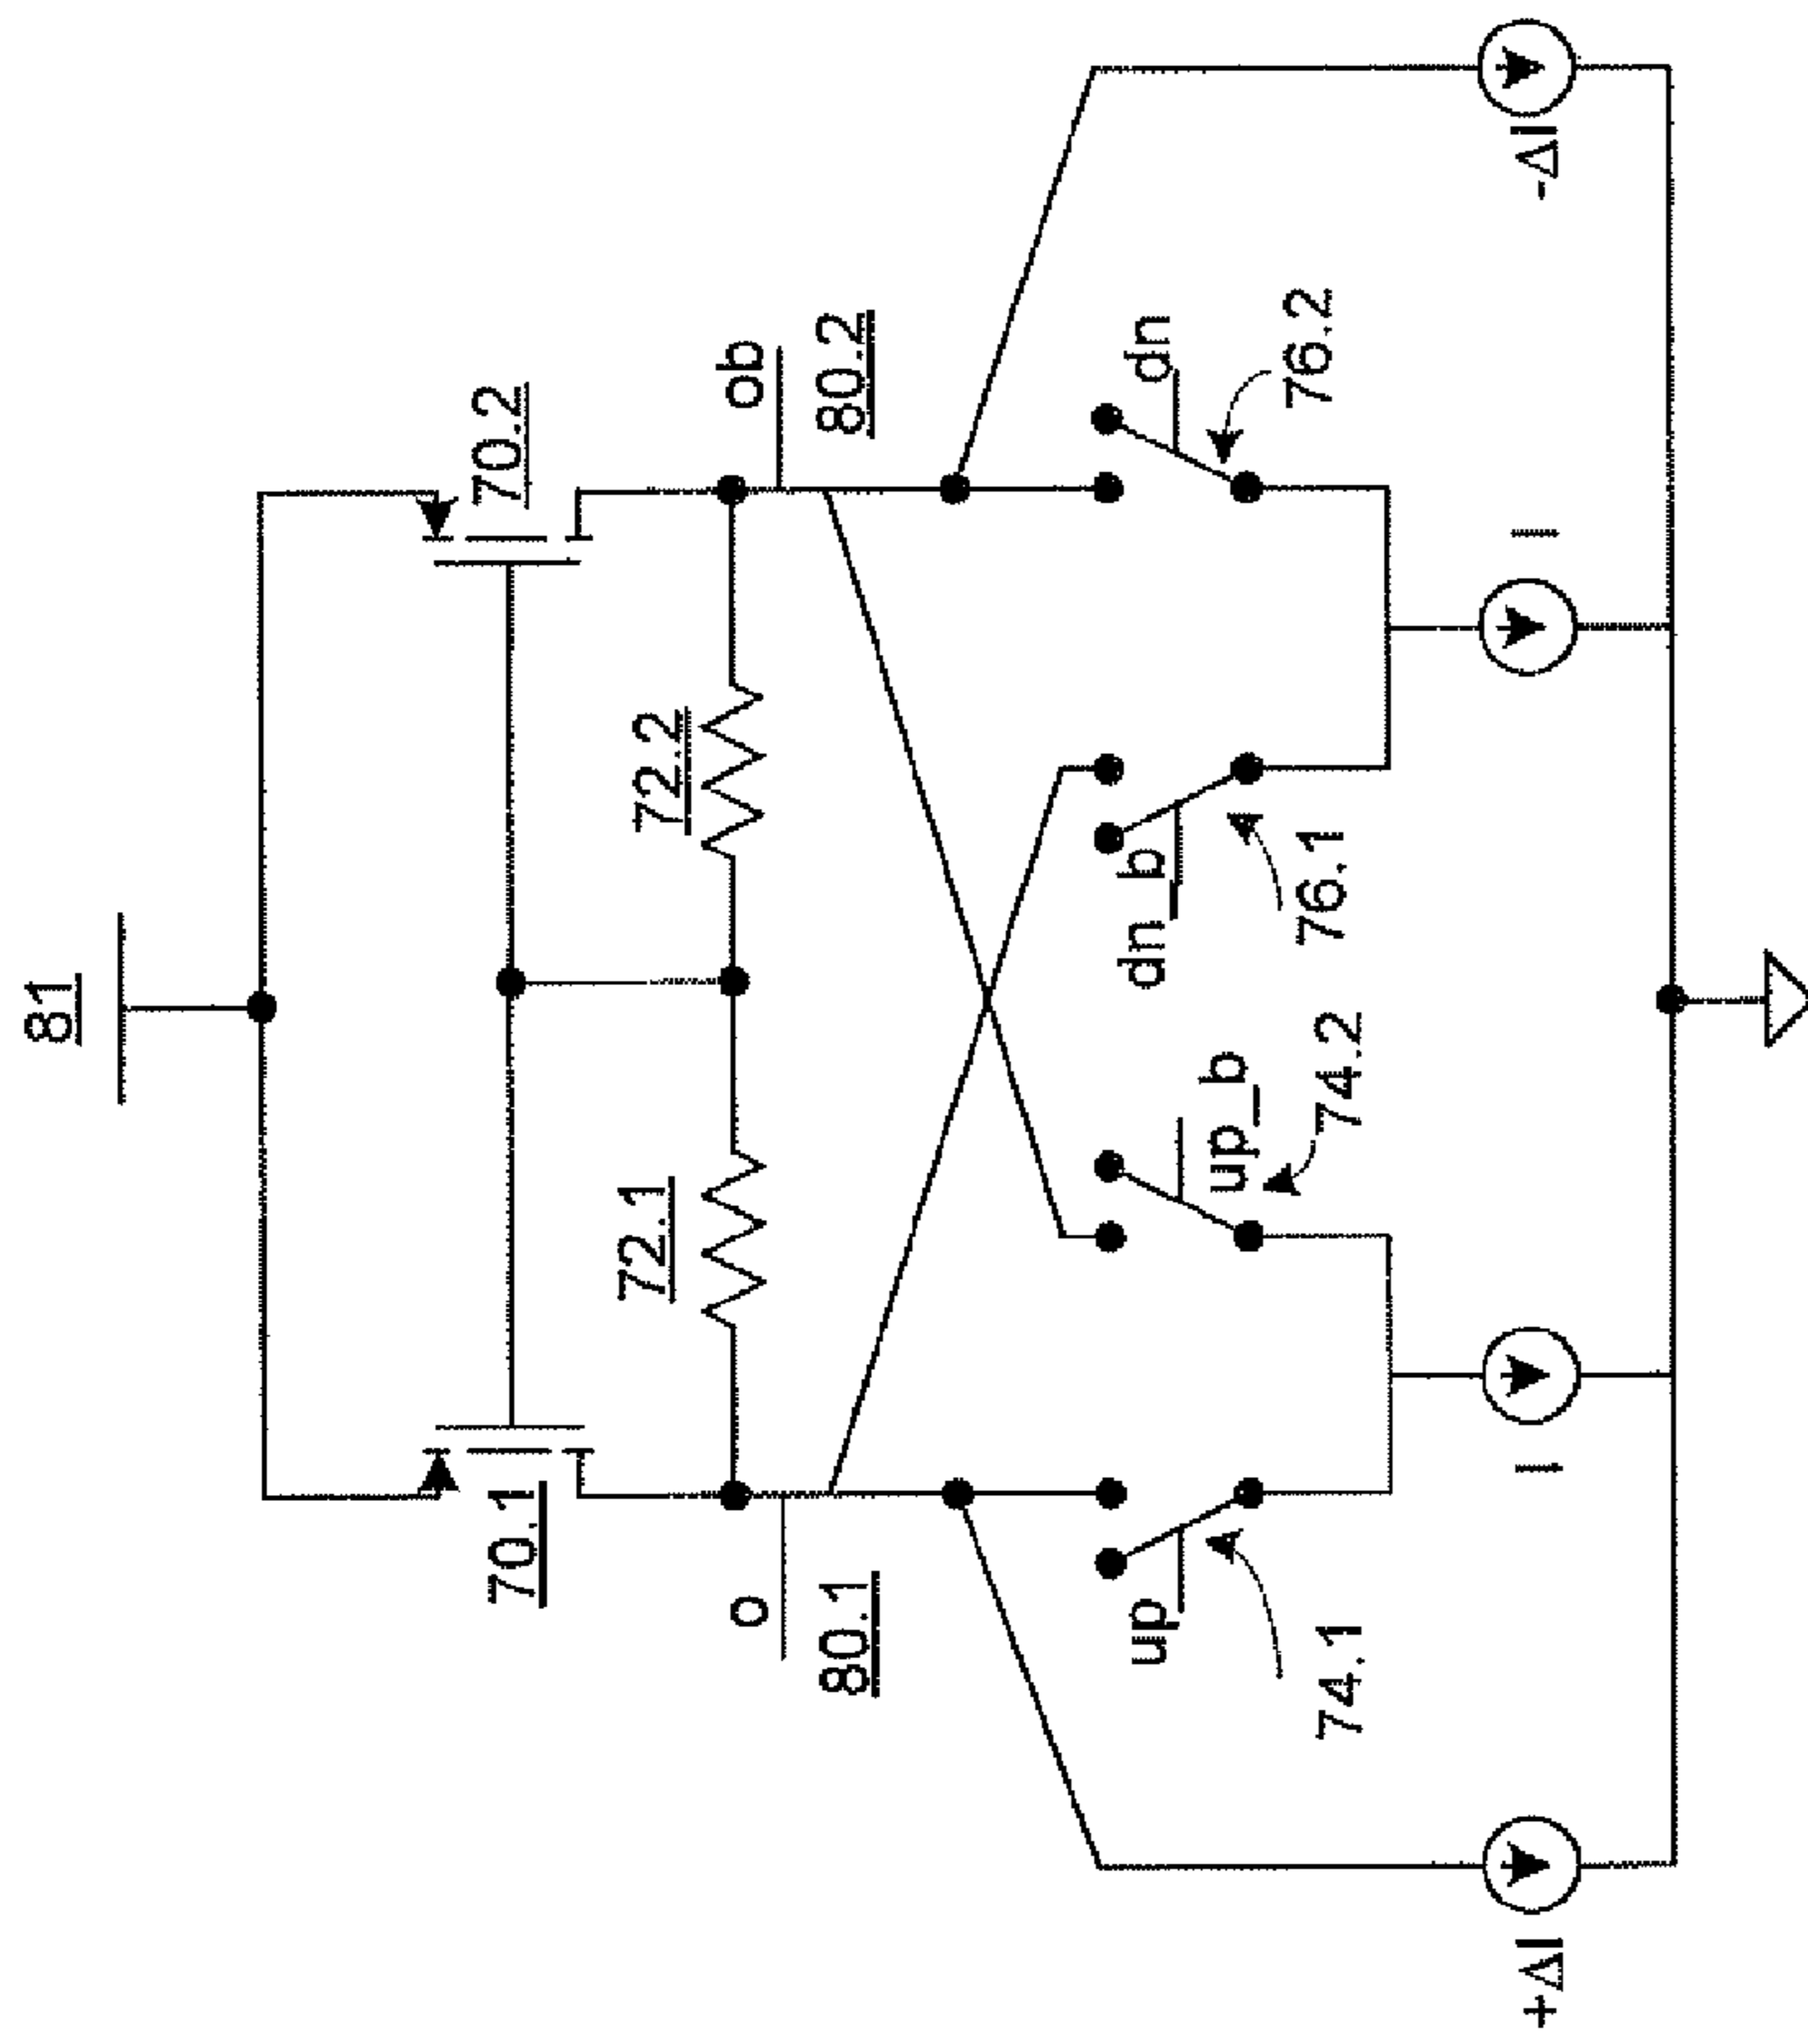 81
70.1
70.2
72.1
72.2
o
ob
80.1
80.2
up
up_b
dn_b
dn
74.1
74.2
76.1
76.2
+ΔI
I
I
-ΔI